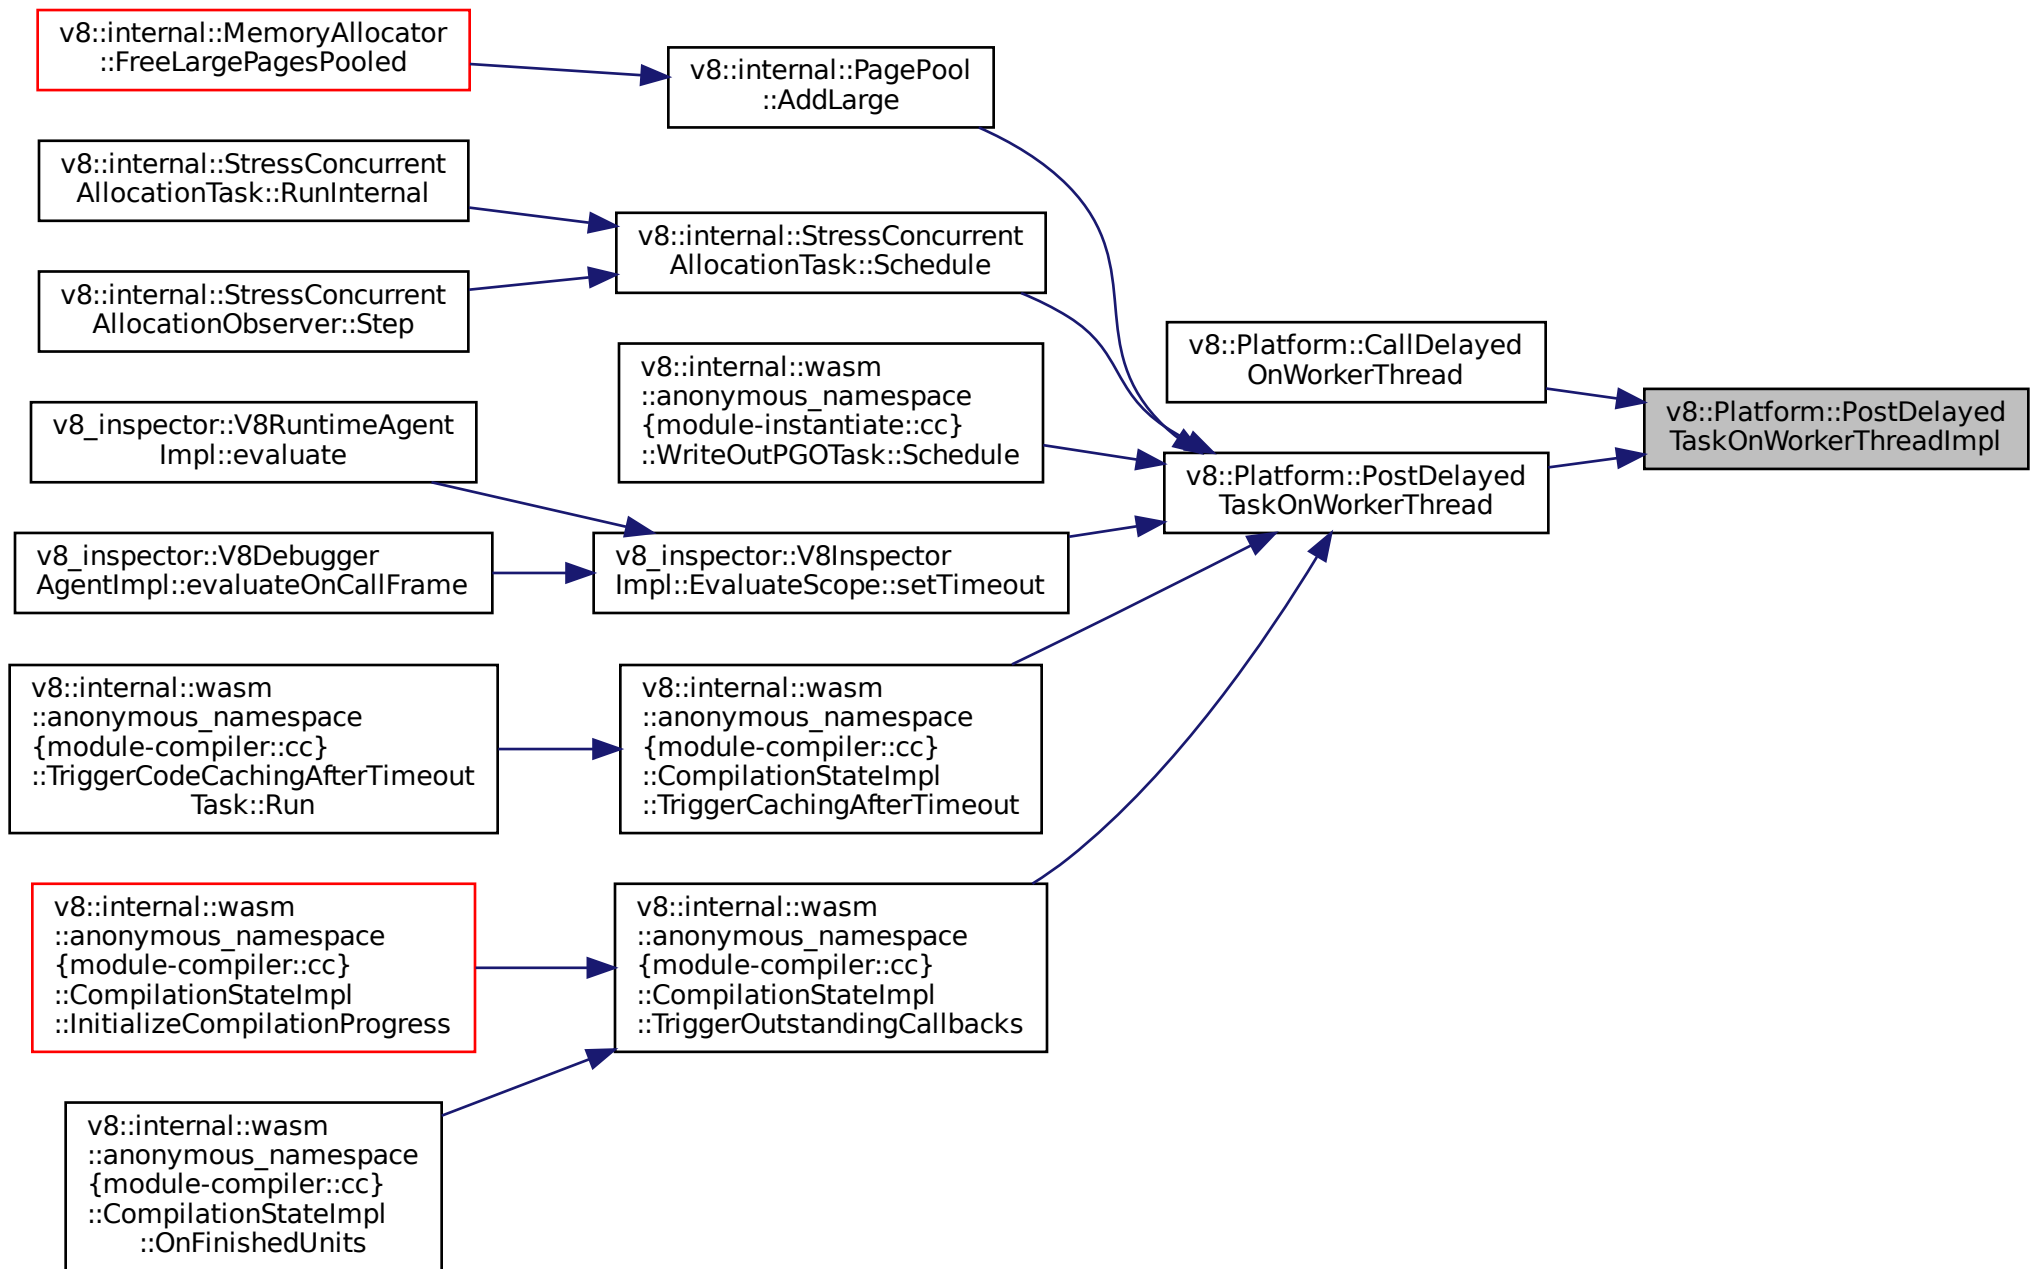 v8::internal::MemoryAllocator
::FreeLargePagesPooled
v8::internal::PagePool
::AddLarge
v8::internal::StressConcurrent
AllocationTask::RunInternal
v8::internal::StressConcurrent
AllocationTask::Schedule
v8::internal::StressConcurrent
AllocationObserver::Step
v8::internal::wasm
::anonymous_namespace
{module-instantiate::cc}
::WriteOutPGOTask::Schedule
v8::Platform::CallDelayed
OnWorkerThread
v8::Platform::PostDelayed
TaskOnWorkerThreadImpl
v8::Platform::PostDelayed
TaskOnWorkerThread
v8_inspector::V8RuntimeAgent
Impl::evaluate
v8_inspector::V8Debugger
AgentImpl::evaluateOnCallFrame
v8_inspector::V8Inspector
Impl::EvaluateScope::setTimeout
v8::internal::wasm
::anonymous_namespace
{module-compiler::cc}
::TriggerCodeCachingAfterTimeout
Task::Run
v8::internal::wasm
::anonymous_namespace
{module-compiler::cc}
::CompilationStateImpl
::TriggerCachingAfterTimeout
v8::internal::wasm
::anonymous_namespace
{module-compiler::cc}
::CompilationStateImpl
::InitializeCompilationProgress
v8::internal::wasm
::anonymous_namespace
{module-compiler::cc}
::CompilationStateImpl
::TriggerOutstandingCallbacks
v8::internal::wasm
::anonymous_namespace
{module-compiler::cc}
::CompilationStateImpl
::OnFinishedUnits